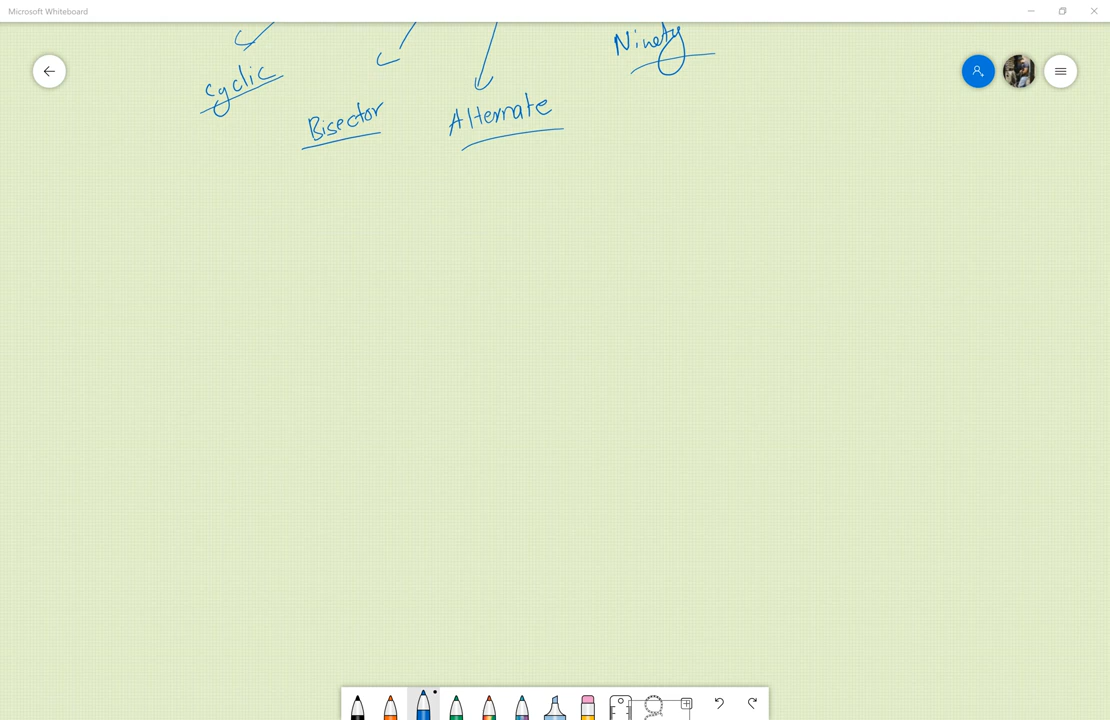 Microsoft Whiteboard
Ninety
Cyclic
Bisector
Alternate